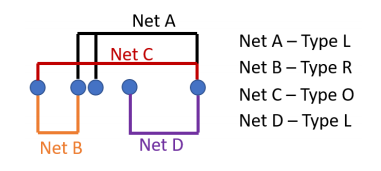 Net A
Net C
Net B
Net D
Net A – Type L
Net B – Type R
Net C – Type O
Net D – Type L